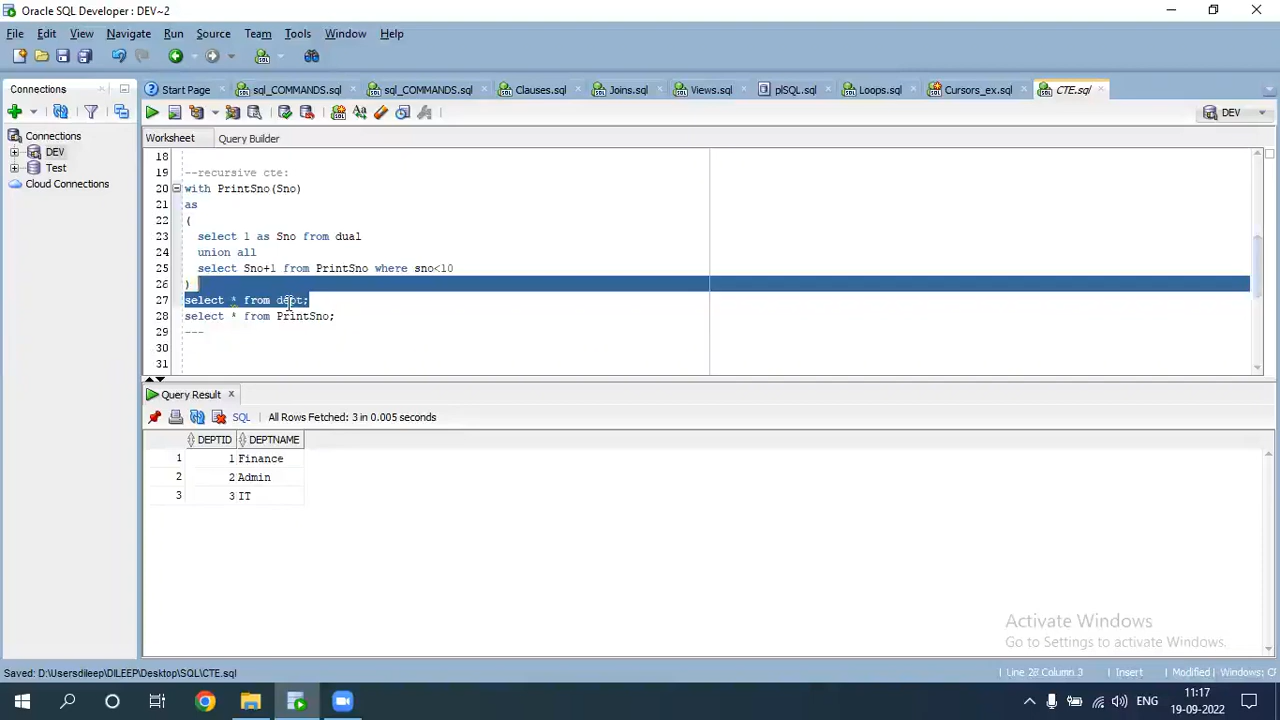 Oracle SQL Developer : DEV~2
File Edit View Navigate Run Source Team Tools Window Help
Connections
Start Page sql_COMMANDS.sql sql_COMMANDS.sql Clauses.sql Joins.sql Views.sql plSQL.sql Loops.sql Cursors_ex.sql CTE.sql
DEV
Connections
DEV
Test
Cloud Connections
Worksheet Query Builder
18
19 --recursive cte:
20 with PrintSno(Sno)
21 as
22 (
23 select 1 as Sno from dual
24 union all
25 select Sno+1 from PrintSno where sno<10
26 )
27 select * from dept;
28 select * from PrintSno;
29 ---
30
31
Query Result
SQL All Rows Fetched: 3 in 0.005 seconds
DEPTID DEPTNAME
1 1 Finance
2 2 Admin
3 3 IT
Activate Windows
Go to Settings to activate Windows.
Saved: D:\Usersdileep\DILEEP\Desktop\SQL\CTE.sql
Line 28 Column 3 Insert Modified Windows:
ENG
11:17
19-09-2022